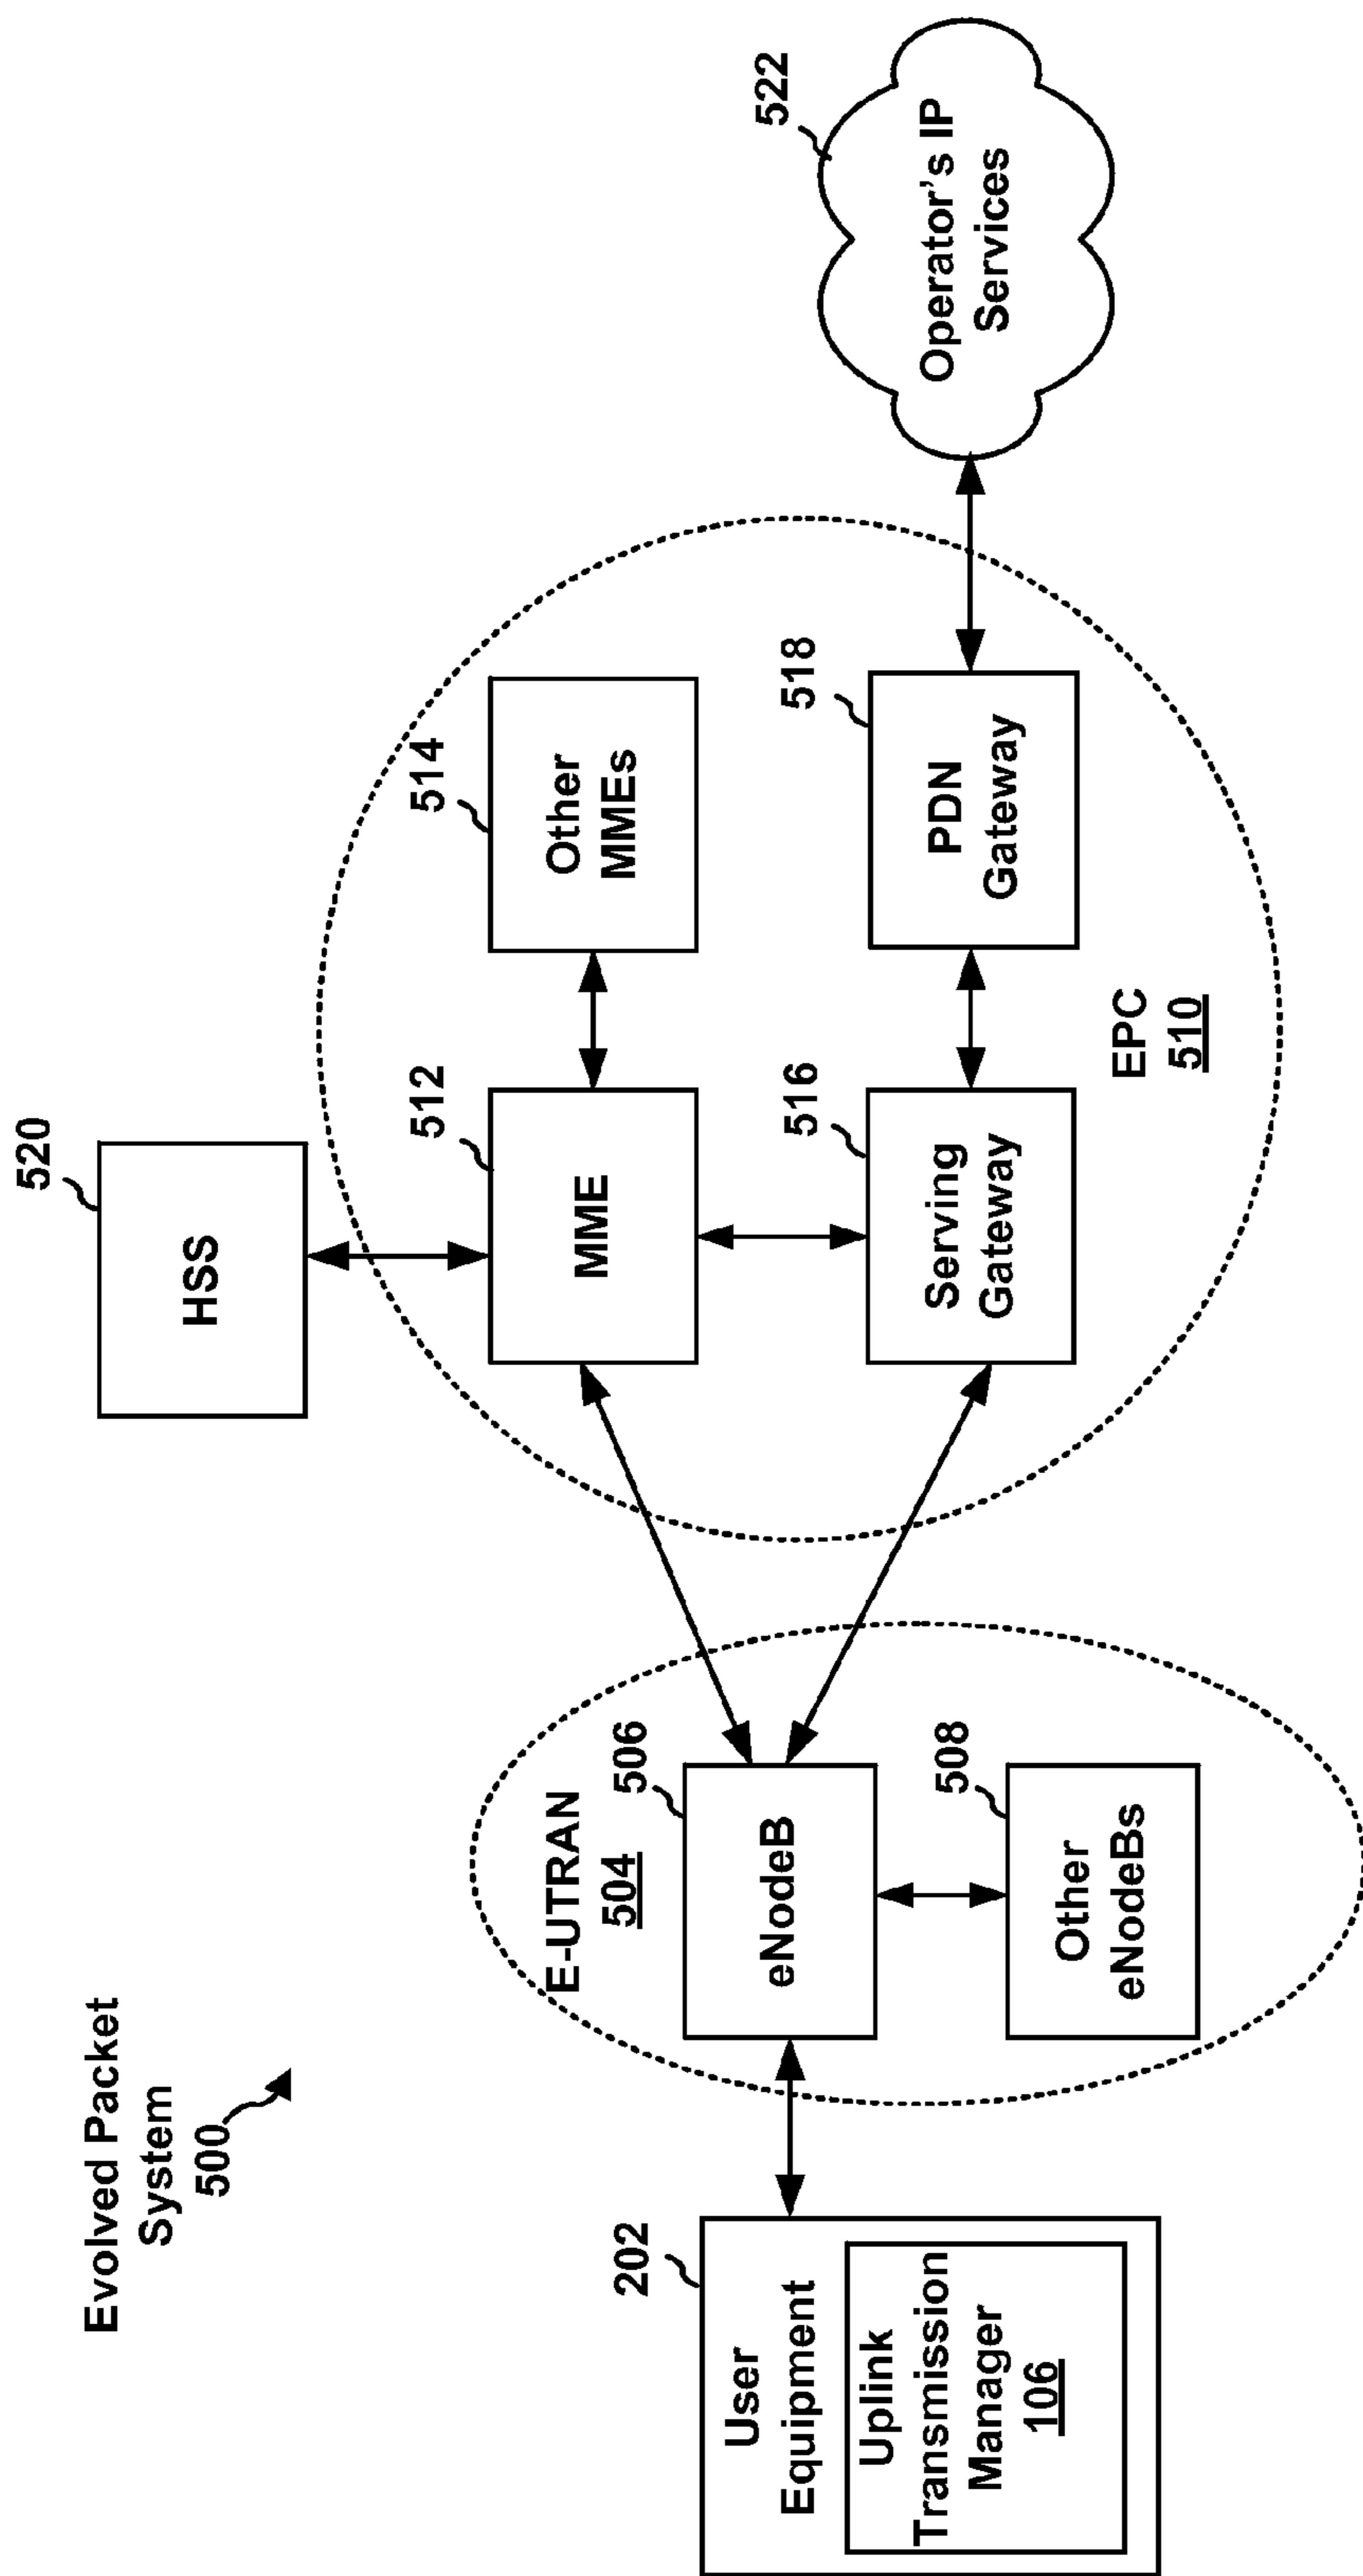 Evolved Packet
System
500
520
HSS
User
Equipment
202
Uplink
Transmission
Manager
106
E-UTRAN
504
506
eNodeB
508
Other
eNodeBs
512
MME
514
Other
MMEs
516
Serving
Gateway
518
PDN
Gateway
EPC
510
522
Operator's IP
Services